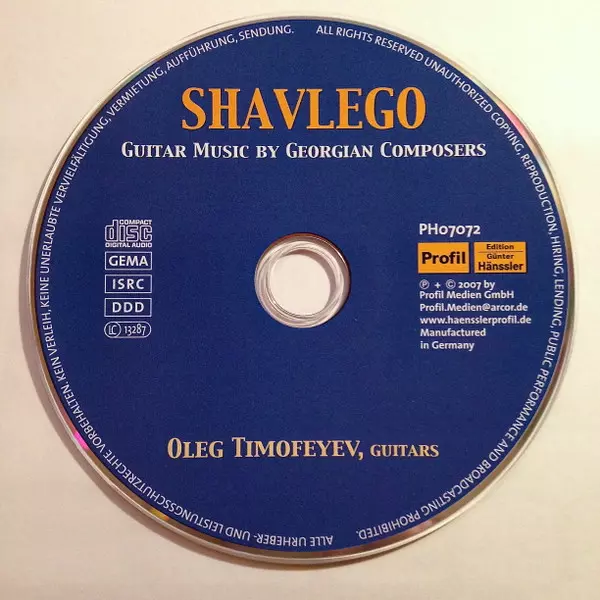 ALL RIGHTS RESERVED UNAUTHORIZED COPYING, REPRODUCTION, HIRING, LENDING, PUBLIC PERFORMANCE AND BROADCASTING PROHIBITED.
ALLE URHEBER- UND LEISTUNGSSCHUTZRECHTE VORBEHALTEN. KEIN VERLEIH, KEINE UNERLAUBTE VERVIELFÄLTIGUNG, VERMIETUNG, AUFFÜHRUNG, SENDUNG.
SHAVLEGO
GUITAR MUSIC BY GEORGIAN COMPOSERS
COMPACT
disc
DIGITAL AUDIO
GEMA
ISRC
DDD
LC 13287
PH07072
Profil
Edition
Günter
Hänssler
℗ + © 2007 by
Profil Medien GmbH
Profil.Medien@arcor.de
www.haensslerprofil.de
Manufactured
in Germany
OLEG TIMOFEYEV, GUITARS